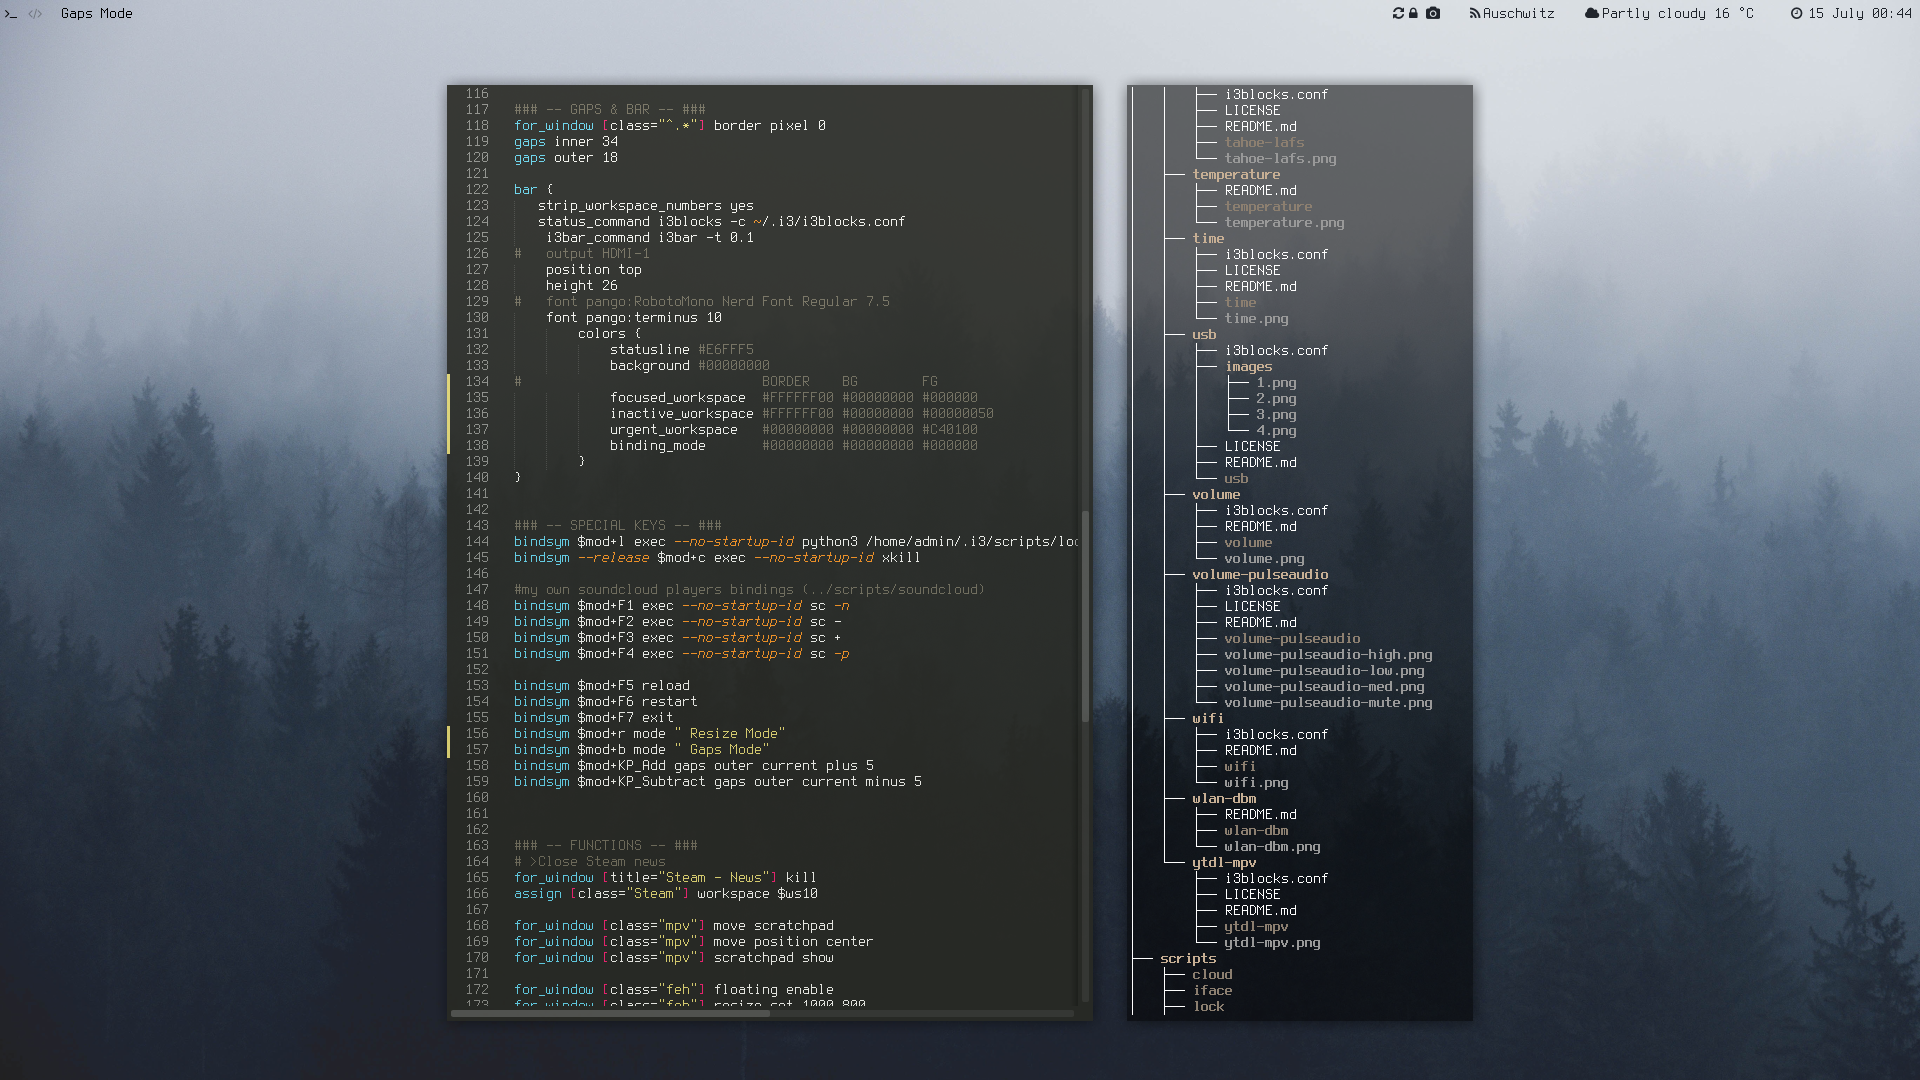 Gaps Mode
Auschwitz
Partly cloudy 16 °C
15 July 00:44
116
117 ### -- GAPS & BAR -- ###
118 for_window [class="^.*"] border pixel 0
119 gaps inner 34
120 gaps outer 18
121
122 bar {
123 strip_workspace_numbers yes
124 status_command i3blocks -c ~/.i3/i3blocks.conf
125 i3bar_command i3bar -t 0.1
126 # output HDMI-1
127 position top
128 height 26
129 # font pango:RobotoMono Nerd Font Regular 7.5
130 font pango:terminus 10
131 colors {
132 statusline #E6FFF5
133 background #00000000
134 # BORDER BG FG
135 focused_workspace #FFFFFF00 #00000000 #000000
136 inactive_workspace #FFFFFF00 #00000000 #00000050
137 urgent_workspace #00000000 #00000000 #C40100
138 binding_mode #00000000 #00000000 #000000
139 }
140 }
141
142
143 ### -- SPECIAL KEYS -- ###
144 bindsym $mod+l exec --no-startup-id python3 /home/admin/.i3/scripts/loc
145 bindsym --release $mod+c exec --no-startup-id xkill
146
147 #my own soundcloud players bindings (../scripts/soundcloud)
148 bindsym $mod+F1 exec --no-startup-id sc -n
149 bindsym $mod+F2 exec --no-startup-id sc -
150 bindsym $mod+F3 exec --no-startup-id sc +
151 bindsym $mod+F4 exec --no-startup-id sc -p
152
153 bindsym $mod+F5 reload
154 bindsym $mod+F6 restart
155 bindsym $mod+F7 exit
156 bindsym $mod+r mode " Resize Mode"
157 bindsym $mod+b mode " Gaps Mode"
158 bindsym $mod+KP_Add gaps outer current plus 5
159 bindsym $mod+KP_Subtract gaps outer current minus 5
160
161
162
163 ### -- FUNCTIONS -- ###
164 # >Close Steam news
165 for_window [title="Steam - News"] kill
166 assign [class="Steam"] workspace $ws10
167
168 for_window [class="mpv"] move scratchpad
169 for_window [class="mpv"] move position center
170 for_window [class="mpv"] scratchpad show
171
172 for_window [class="feh"] floating enable
173 for_window [class="feh"] resize set 1000 800
i3blocks.conf
LICENSE
README.md
tahoe-lafs
tahoe-lafs.png
temperature
README.md
temperature
temperature.png
time
i3blocks.conf
LICENSE
README.md
time
time.png
usb
i3blocks.conf
images
1.png
2.png
3.png
4.png
LICENSE
README.md
usb
volume
i3blocks.conf
README.md
volume
volume.png
volume-pulseaudio
i3blocks.conf
LICENSE
README.md
volume-pulseaudio
volume-pulseaudio-high.png
volume-pulseaudio-low.png
volume-pulseaudio-med.png
volume-pulseaudio-mute.png
wifi
i3blocks.conf
README.md
wifi
wifi.png
wlan-dbm
README.md
wlan-dbm
wlan-dbm.png
ytdl-mpv
i3blocks.conf
LICENSE
README.md
ytdl-mpv
ytdl-mpv.png
scripts
cloud
iface
lock